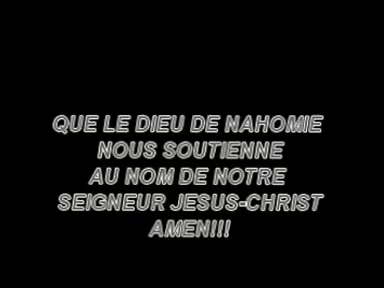 QUE LE DIEU DE NAHOMIE
NOUS SOUTIENNE
AU NOM DE NOTRE
SEIGNEUR JESUS-CHRIST
AMEN!!!